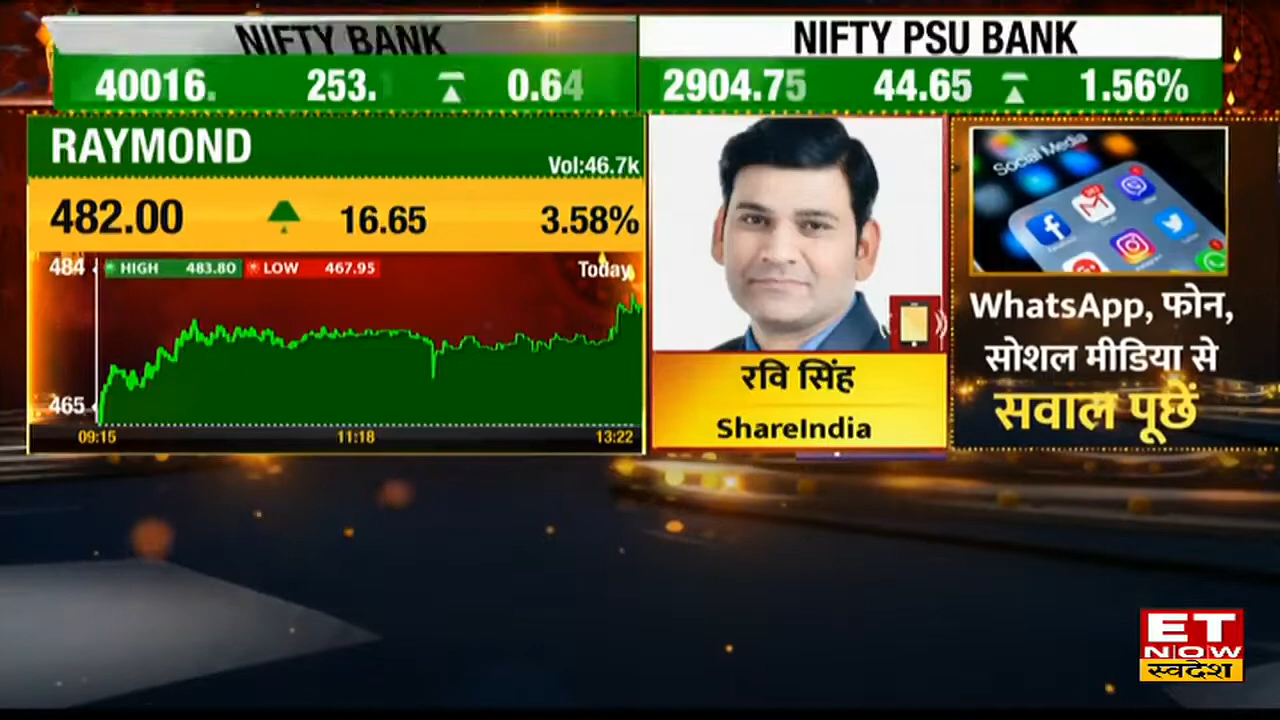 NIFTY BANK
40016. 253. 0.64
NIFTY PSU BANK
2904.75 44.65 1.56%
RAYMOND
Vol:46.7k
482.00 16.65 3.58%
484 HIGH 483.80 LOW 467.95 Today
465
09:15 11:18 13:22
रवि सिंह
ShareIndia
Social Media
WhatsApp, फोन,
सोशल मीडिया से
सवाल पूछें
ET
NOW
स्वदेश